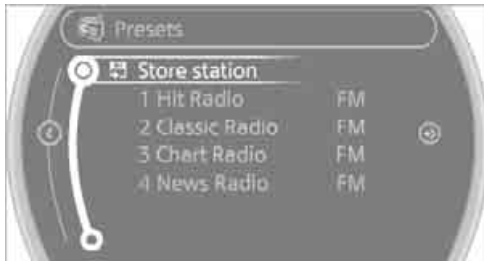 Presets
Store station
1 Hit Radio FM
2 Classic Radio FM
3 Chart Radio FM
4 News Radio FM